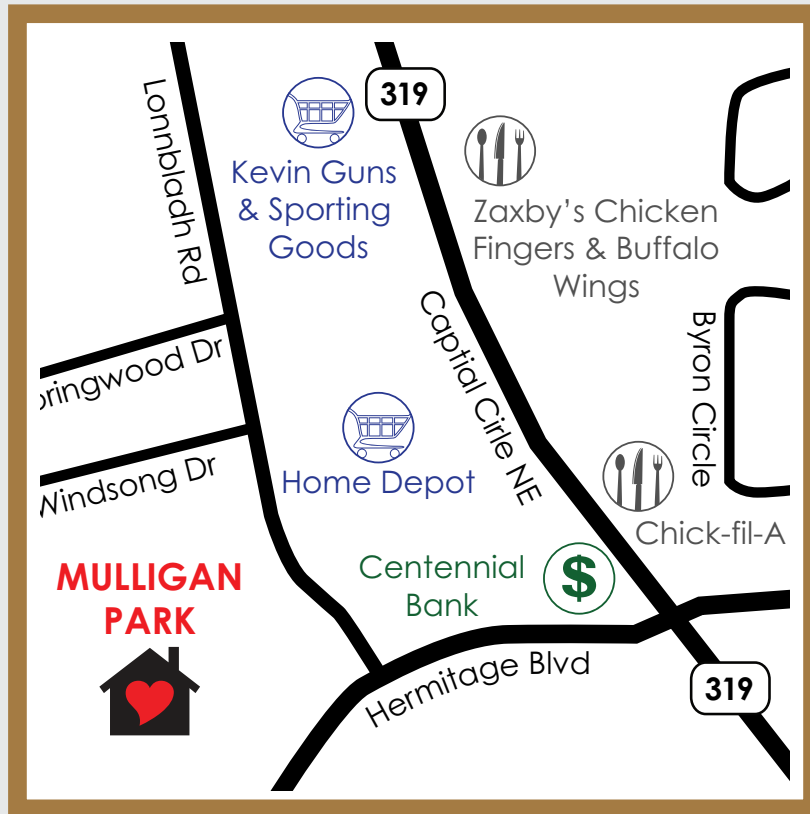 Lonnbladh Rd
319
Kevin Guns
& Sporting
Goods
Zaxby's Chicken
Fingers & Buffalo
Wings
Captial Cirle NE
Byron Circle
pringwood Dr
Windsong Dr
Home Depot
Chick-fil-A
Centennial
Bank
$
MULLIGAN
PARK
Hermitage Blvd
319